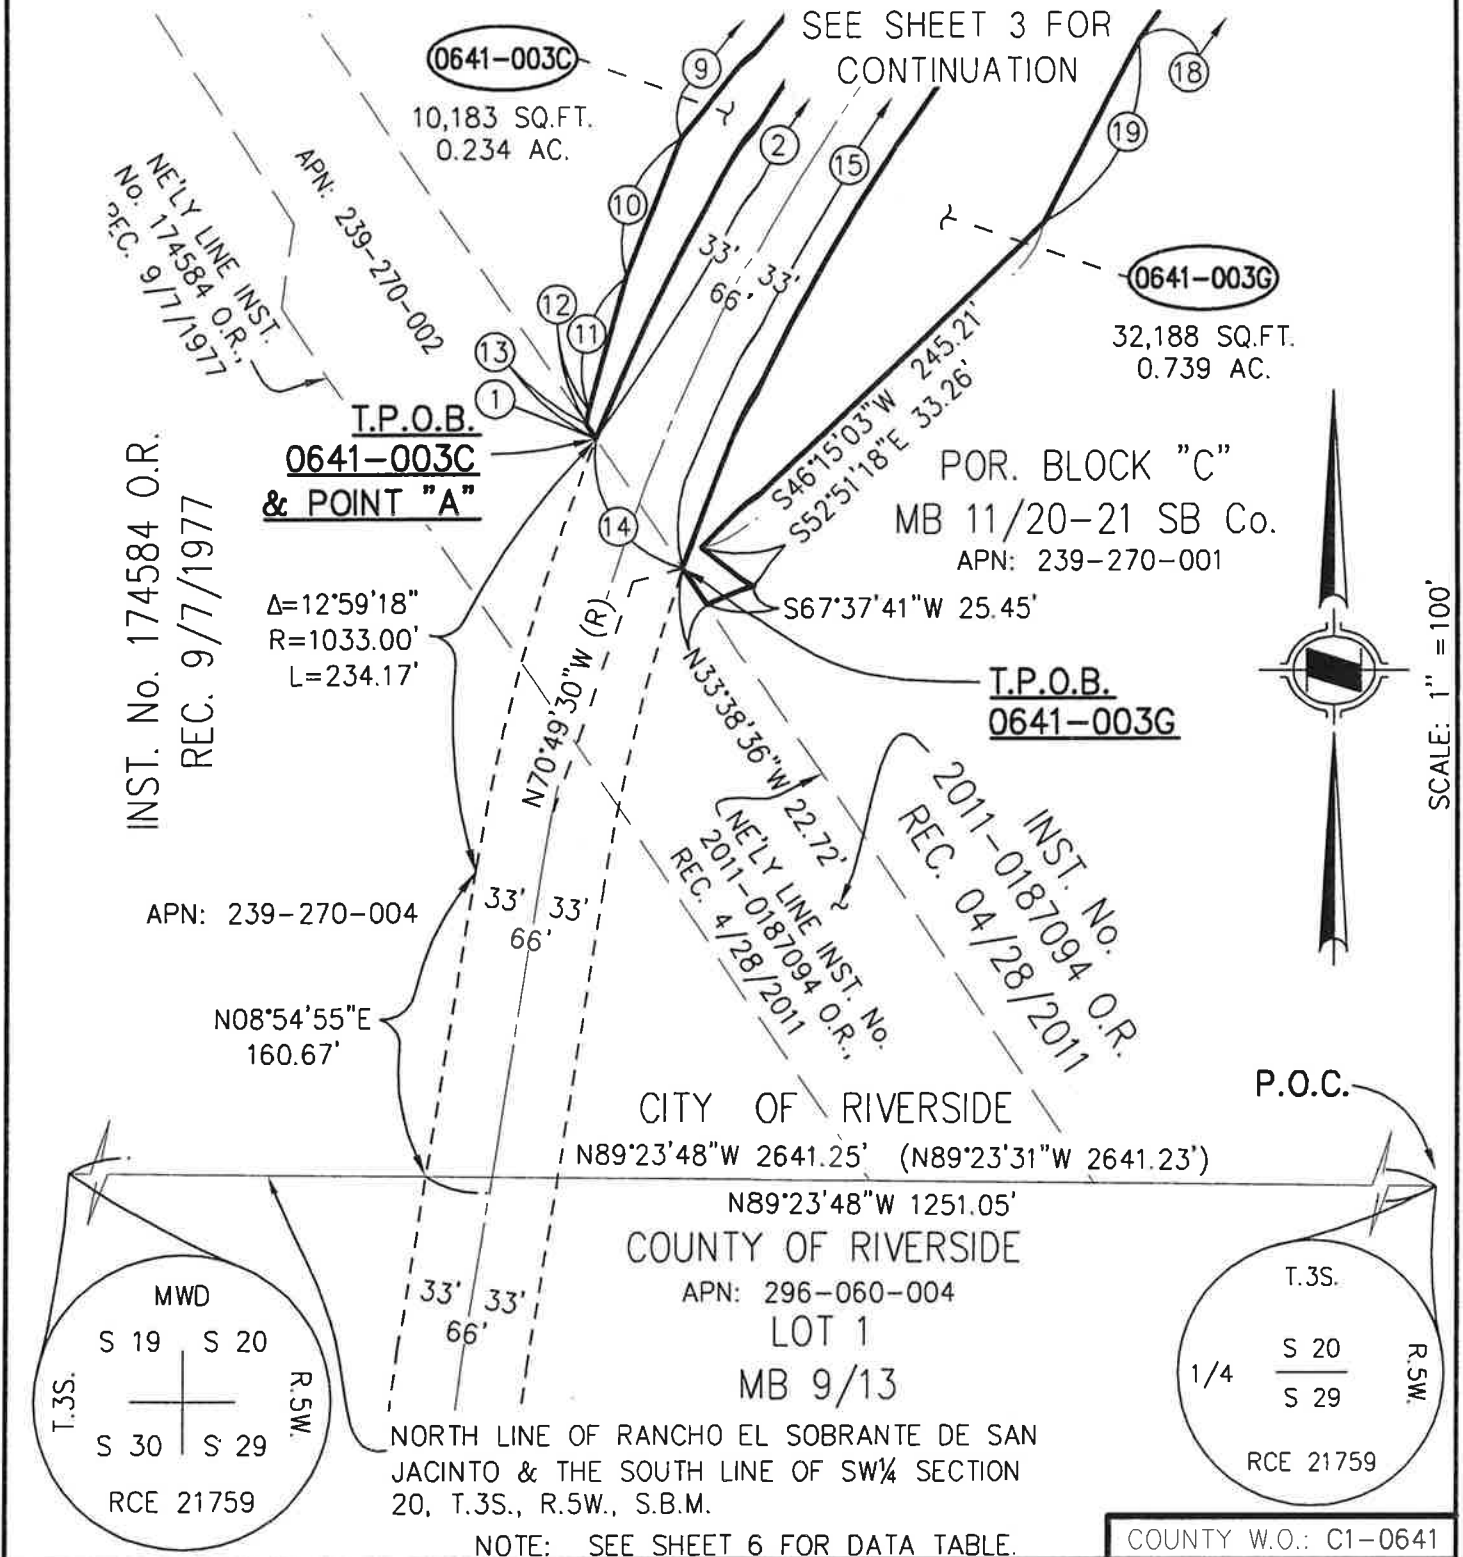 SEE SHEET 3 FOR
CONTINUATION
0641-003C
10,183 SQ.FT.
0.234 AC.
9
18
2
15
19
10
NE'LY LINE INST.
No. 174584 O.R.,
REC. 9/7/1977
APN: 239-270-002
33' 33'
66'
0641-003G
32,188 SQ.FT.
0.739 AC.
12
11
13
1
T.P.O.B.
0641-003C
& POINT "A"
S46°15'03"W 245.21'
S52°51'18"E 33.26'
POR. BLOCK "C"
MB 11/20-21 SB Co.
APN: 239-270-001
14
INST. No. 174584 O.R.
REC. 9/7/1977
Δ=12°59'18"
R=1033.00'
L=234.17'
S67°37'41"W 25.45'
N70°49'30"W (R)
N33°38'36"W 22.72'
T.P.O.B.
0641-003G
SCALE: 1" =100'
NE'LY LINE INST. No.
2011-0187094 O.R.,
REC. 4/28/2011
INST. No.
2011-0187094 O.R.
REC. 04/28/2011
APN: 239-270-004
33' 33'
66'
N08°54'55"E
160.67'
P.O.C.
CITY OF RIVERSIDE
N89°23'48"W 2641.25' (N89°23'31"W 2641.23')
N89°23'48"W 1251.05'
COUNTY OF RIVERSIDE
APN: 296-060-004
LOT 1
MB 9/13
33' 33'
66'
MWD
S 19 S 20
T.3S.
R.5W.
S 30 S 29
RCE 21759
T.3S.
1/4
S 20
S 29
R.5W.
RCE 21759
NORTH LINE OF RANCHO EL SOBRANTE DE SAN
JACINTO & THE SOUTH LINE OF SW¼ SECTION
20, T.3S., R.5W., S.B.M.
NOTE: SEE SHEET 6 FOR DATA TABLE.
COUNTY W.O.: C1-0641